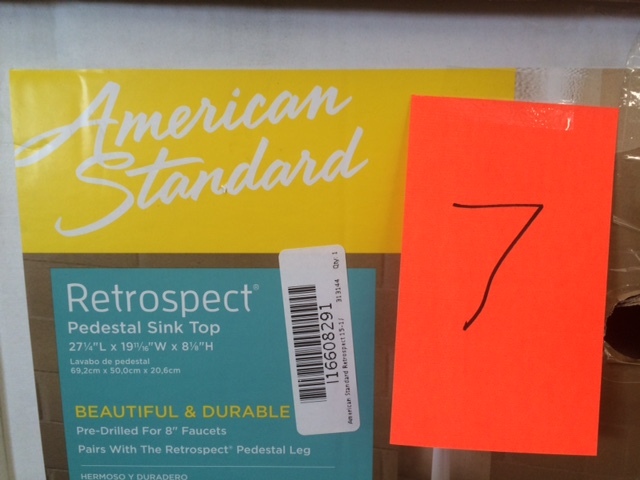 American
Standard
7
Retrospect®
Pedestal Sink Top
27¼"L x 19¹¹⁄₁₆"W x 8⅛"H
Lavabo de pedestal
69,2cm x 50,0cm x 20,6cm
BEAUTIFUL & DURABLE
Pre-Drilled For 8" Faucets
Pairs With The Retrospect® Pedestal Leg
HERMOSO Y DURADERO
I16608291
313144 Qty: 1
American Standard Retrospect